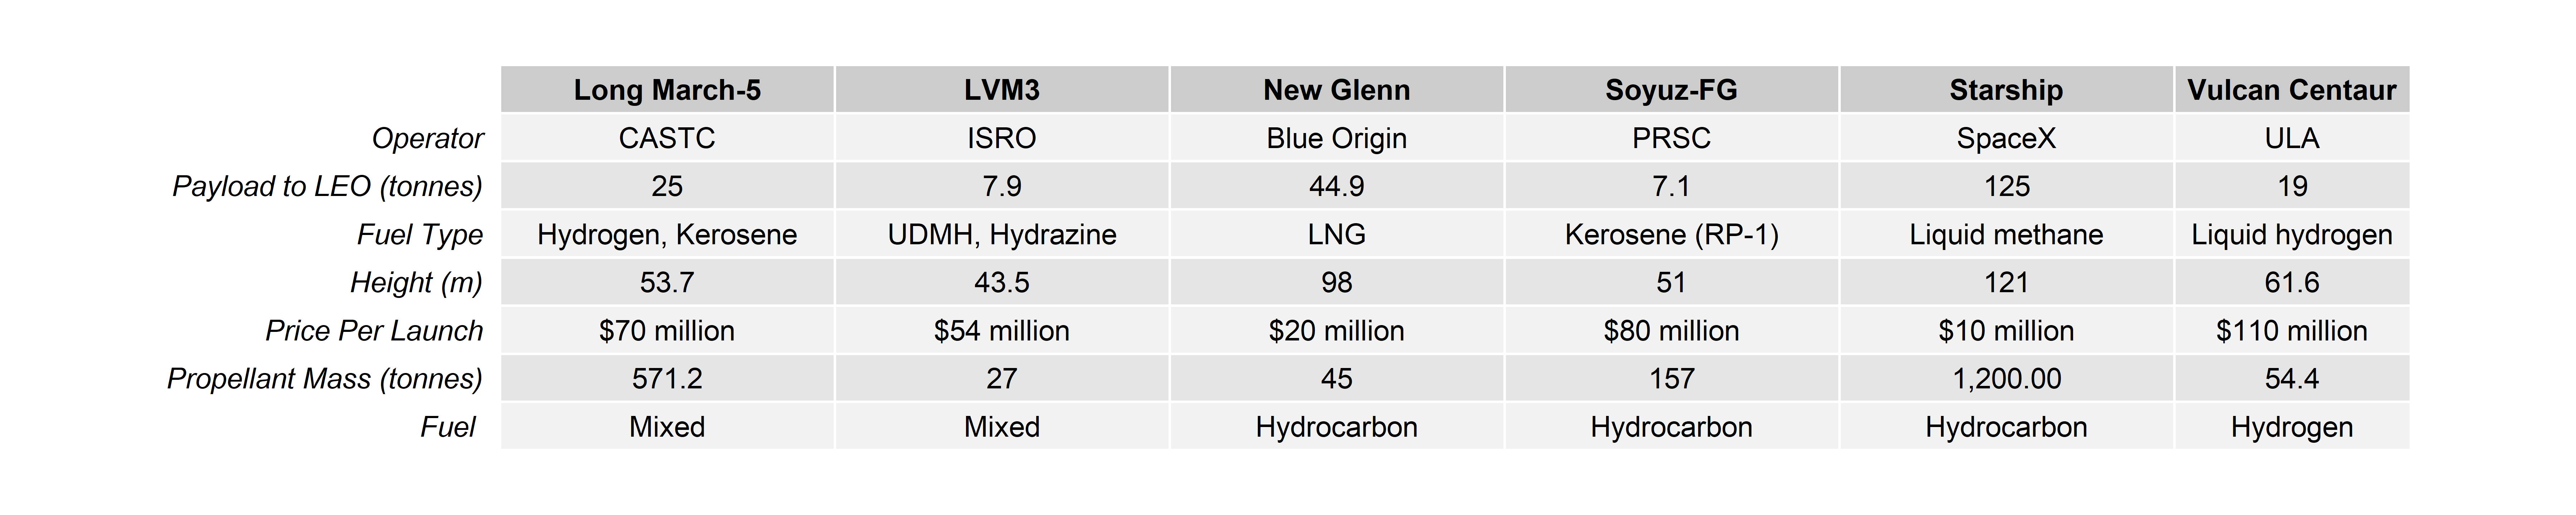 Long March-5 LVM3 New Glenn Soyuz-FG Starship Vulcan Centaur
Operator CASTC ISRO Blue Origin PRSC SpaceX ULA
Payload to LEO (tonnes) 25 7.9 44.9 7.1 125 19
Fuel Type Hydrogen, Kerosene UDMH, Hydrazine LNG Kerosene (RP-1) Liquid methane Liquid hydrogen
Height (m) 53.7 43.5 98 51 121 61.6
Price Per Launch $70 million $54 million $20 million $80 million $10 million $110 million
Propellant Mass (tonnes) 571.2 27 45 157 1,200.00 54.4
Fuel Mixed Mixed Hydrocarbon Hydrocarbon Hydrocarbon Hydrogen